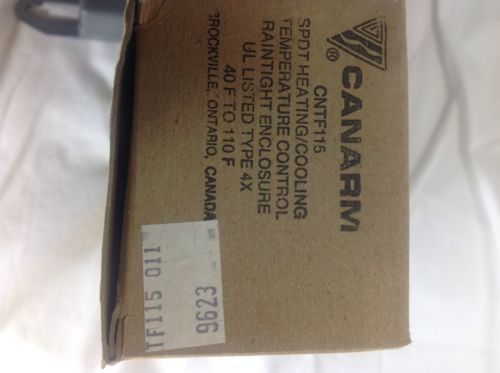 CANARM
®
CNTF115
SPDT HEATING/COOLING
TEMPERATURE CONTROL
RAINTIGHT ENCLOSURE
UL LISTED TYPE 4X
40 F TO 110 F
BROCKVILLE, ONTARIO, CANADA
9623
TF115 011